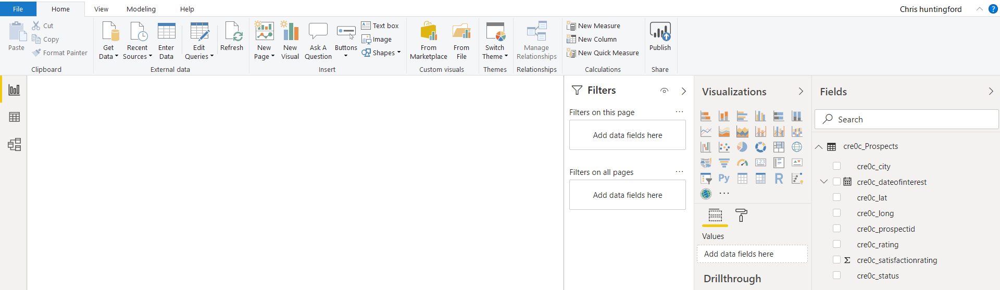 File Home View Modeling Help Chris huntingford ?
Paste
Cut
Copy
Format Painter
Clipboard
Get
Data
Recent
Sources
Enter
Data
Edit
Queries
Refresh
External data
New
Page
New
Visual
Ask A
Question
Buttons
Text box
Image
Shapes
Insert
From
Marketplace
From
File
Custom visuals
Switch
Theme
Themes
Manage
Relationships
Relationships
New Measure
New Column
New Quick Measure
Calculations
Publish
Share
Filters
Filters on this page ...
Add data fields here
Filters on all pages ...
Add data fields here
Visualizations
123
Py
R
...
Values
Add data fields here
Drillthrough
Fields
Search
cre0c_Prospects
cre0c_city
cre0c_dateofinterest
cre0c_lat
cre0c_long
cre0c_prospectid
cre0c_rating
Σ cre0c_satisfactionrating
cre0c_status